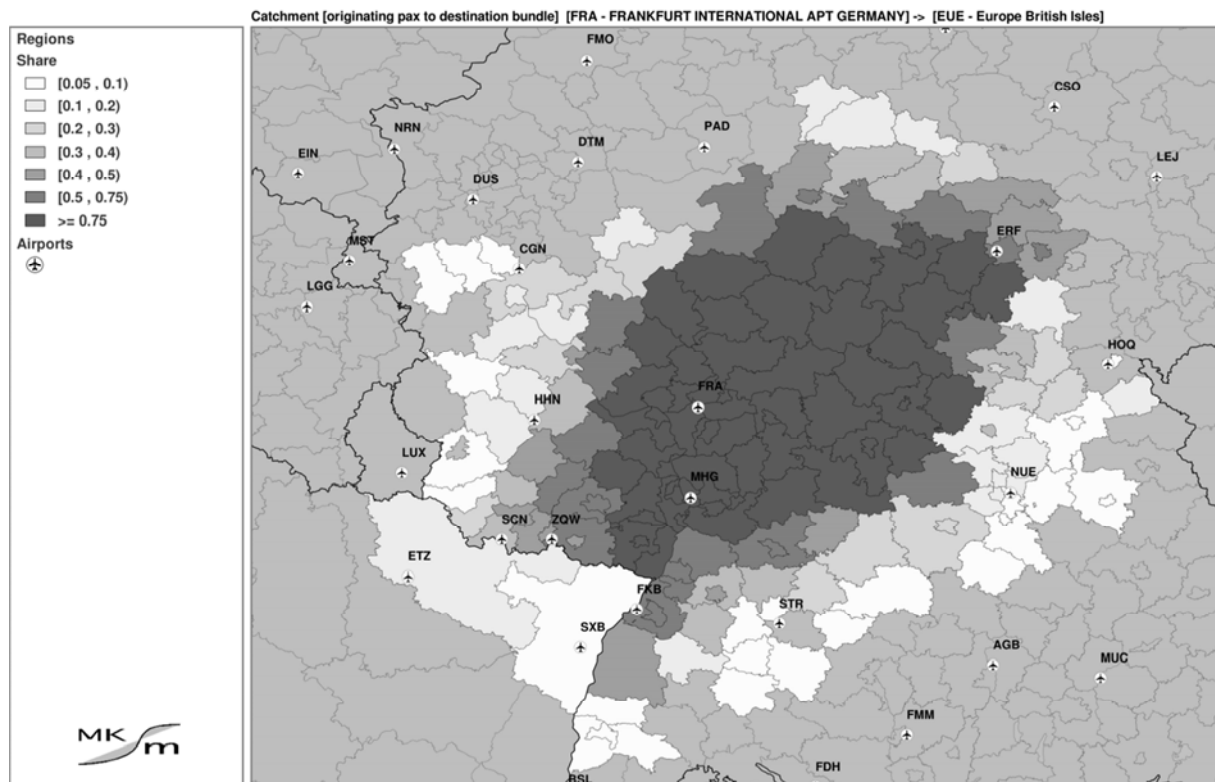 Catchment [originating pax to destination bundle] [FRA - FRANKFURT INTERNATIONAL APT GERMANY] -> [EUE - Europe British Isles]
Regions
Share
[0.05 , 0.1)
[0.1 , 0.2)
[0.2 , 0.3)
[0.3 , 0.4)
[0.4 , 0.5)
[0.5 , 0.75)
>= 0.75
Airports
FMO
CSO
NRN
DTM
PAD
EIN
LEJ
DUS
MST
CGN
ERF
LGG
HOQ
FRA
HHN
LUX
MHG
NUE
SCN
ZQW
ETZ
FKB
STR
SXB
AGB
MUC
FMM
FDH
BSL
MK
m